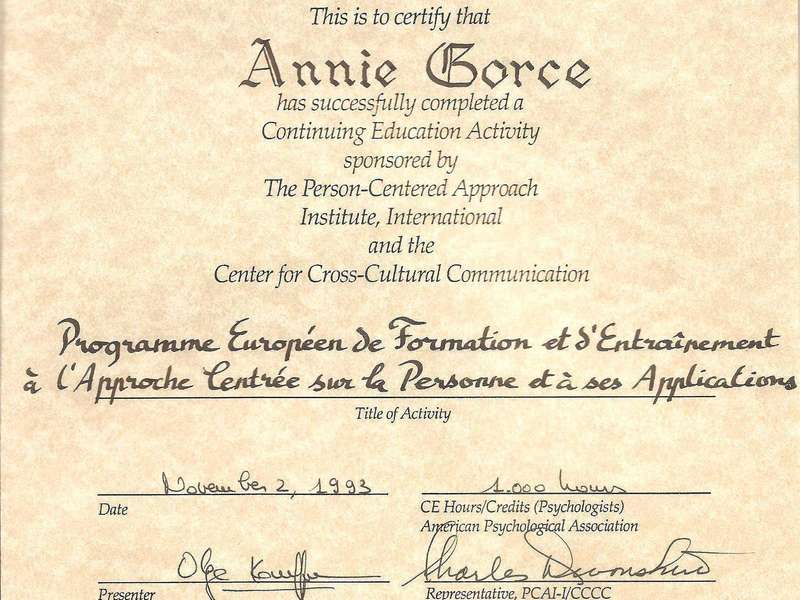 This is to certify that
Annie Gorce
has successfully completed a
Continuing Education Activity
sponsored by
The Person-Centered Approach
Institute, International
and the
Center for Cross-Cultural Communication
Programme Européen de Formation et d'Entraînement
à l'Approche Centrée sur la Personne et à ses Applications
Title of Activity
November 2, 1993
1.000 hours
Date
CE Hours/Credits (Psychologists)
American Psychological Association
Olga
Charles Devonshire
Presenter
Representative, PCAI-I/CCCC